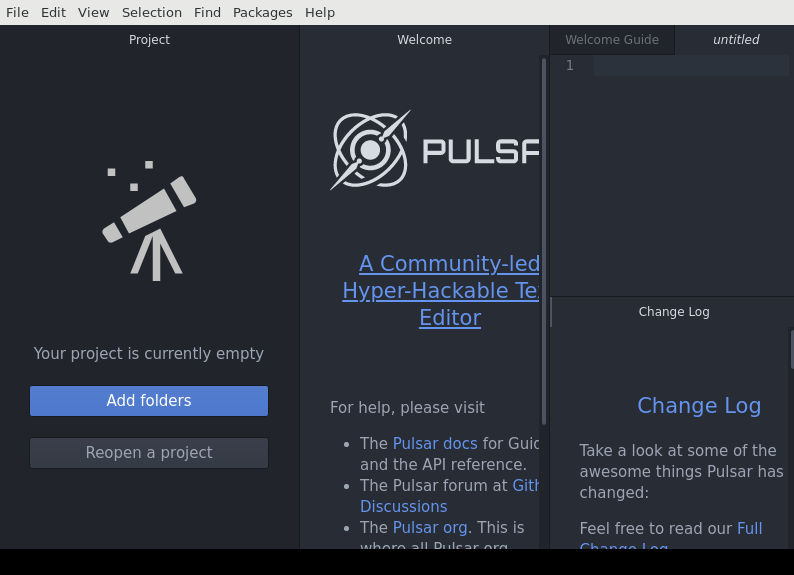 File Edit View Selection Find Packages Help
Project
Your project is currently empty
Add folders
Reopen a project
Welcome
PULSAR
A Community-led
Hyper-Hackable Te
Editor
For help, please visit
The Pulsar docs for Guid
and the API reference.
The Pulsar forum at Gith
Discussions
The Pulsar org. This is
where all Pulsar org
Welcome Guide untitled
1
Change Log
Change Log
Take a look at some of the
awesome things Pulsar has
changed:
Feel free to read our Full
Change Log